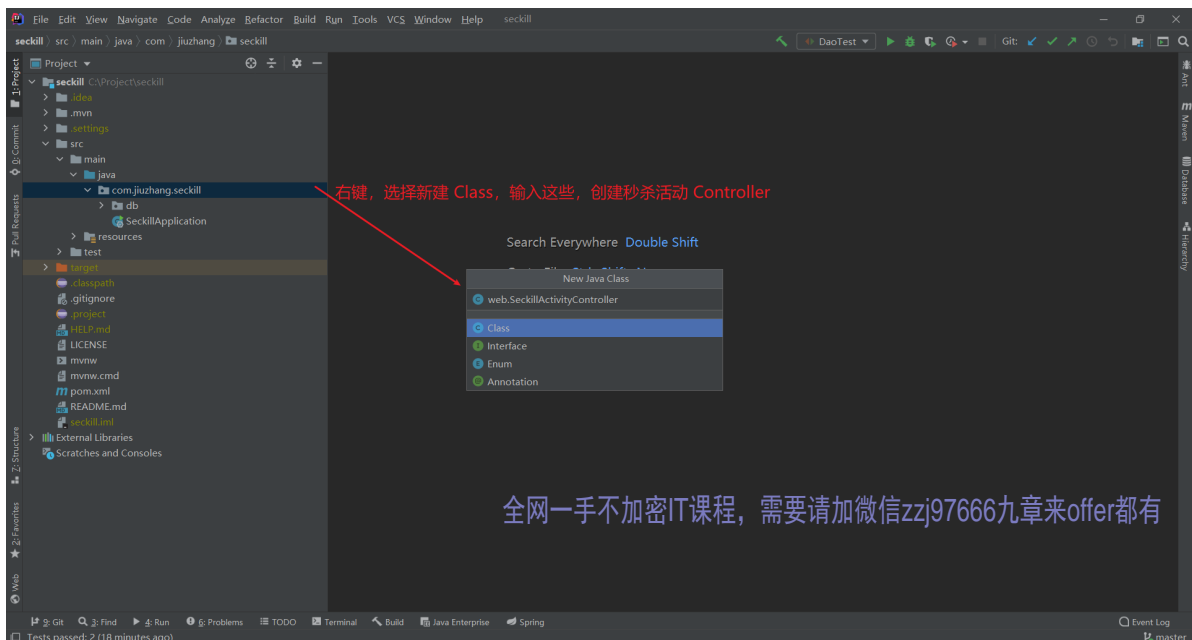 File Edit View Navigate Code Analyze Refactor Build Run Tools VCS Window Help seckill
seckill src main java com jiuzhang seckill
DaoTest Git:
1: Project
0: Commit
Pull Requests
Z: Structure
2: Favorites
Web
Project
seckill C:\Project\seckill
.idea
.mvn
.settings
src
main
java
com.jiuzhang.seckill
db
SeckillApplication
resources
test
target
.classpath
.gitignore
.project
HELP.md
LICENSE
mvnw
mvnw.cmd
pom.xml
README.md
seckill.iml
External Libraries
Scratches and Consoles
右键，选择新建 Class，输入这些，创建秒杀活动 Controller
Search Everywhere Double Shift
New Java Class
web.SeckillActivityController
Class
Interface
Enum
Annotation
全网一手不加密IT课程，需要请加微信zzj97666九章来offer都有
Ant
Maven
Database
Hierarchy
9: Git 3: Find 4: Run 6: Problems TODO Terminal Build Java Enterprise Spring Event Log
Tests passed: 2 (18 minutes ago) master